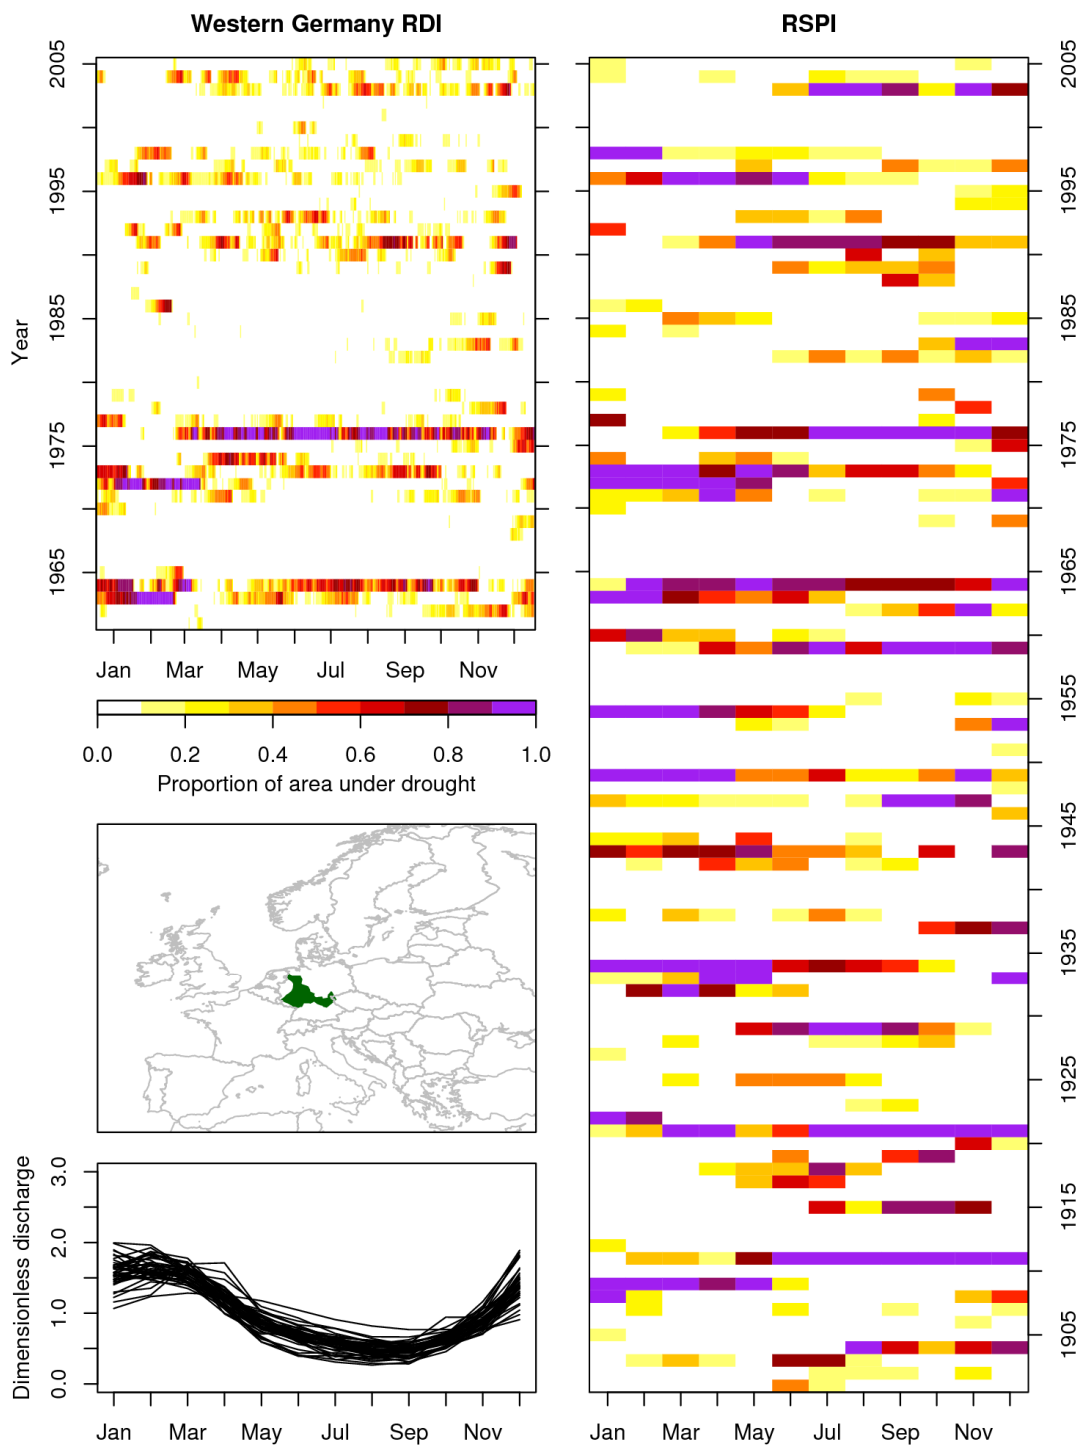 Western Germany RDI
RSPI
Year
2005
1995
1985
1975
1965
Jan Mar May Jul Sep Nov
0.0 0.2 0.4 0.6 0.8 1.0
Proportion of area under drought
Dimensionless discharge
3.0
2.0
1.0
0.0
Jan Mar May Jul Sep Nov
2005
1995
1985
1975
1965
1955
1945
1935
1925
1915
1905
Jan Mar May Jul Sep Nov